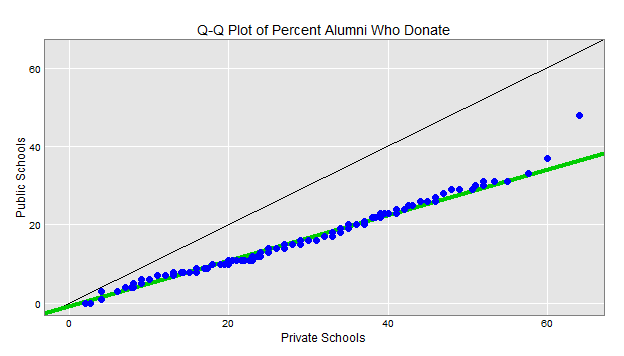 Q-Q Plot of Percent Alumni Who Donate
60
40
20
0
Public Schools
0 20 40 60
Private Schools